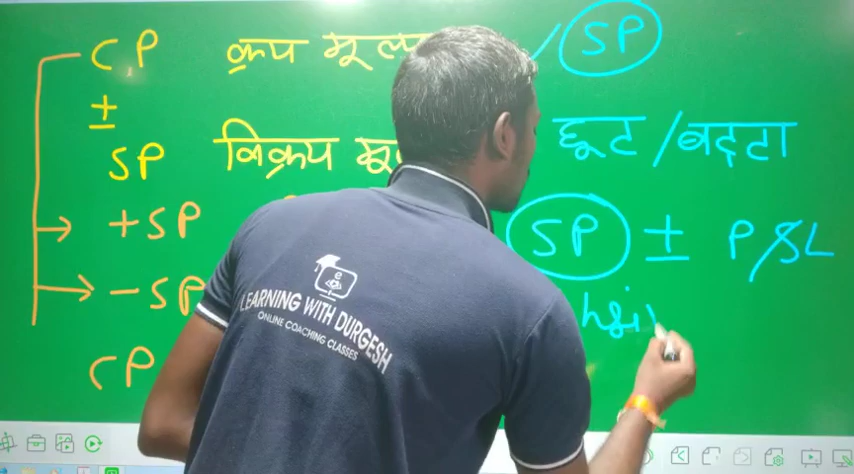 CP क्रय मूल्य / SP
±
SP विक्रय मूल्य छूट/बट्टा
+SP SP ± P/&L
-SP
CP
e
LEARNING WITH DURGESH
ONLINE COACHING CLASSES